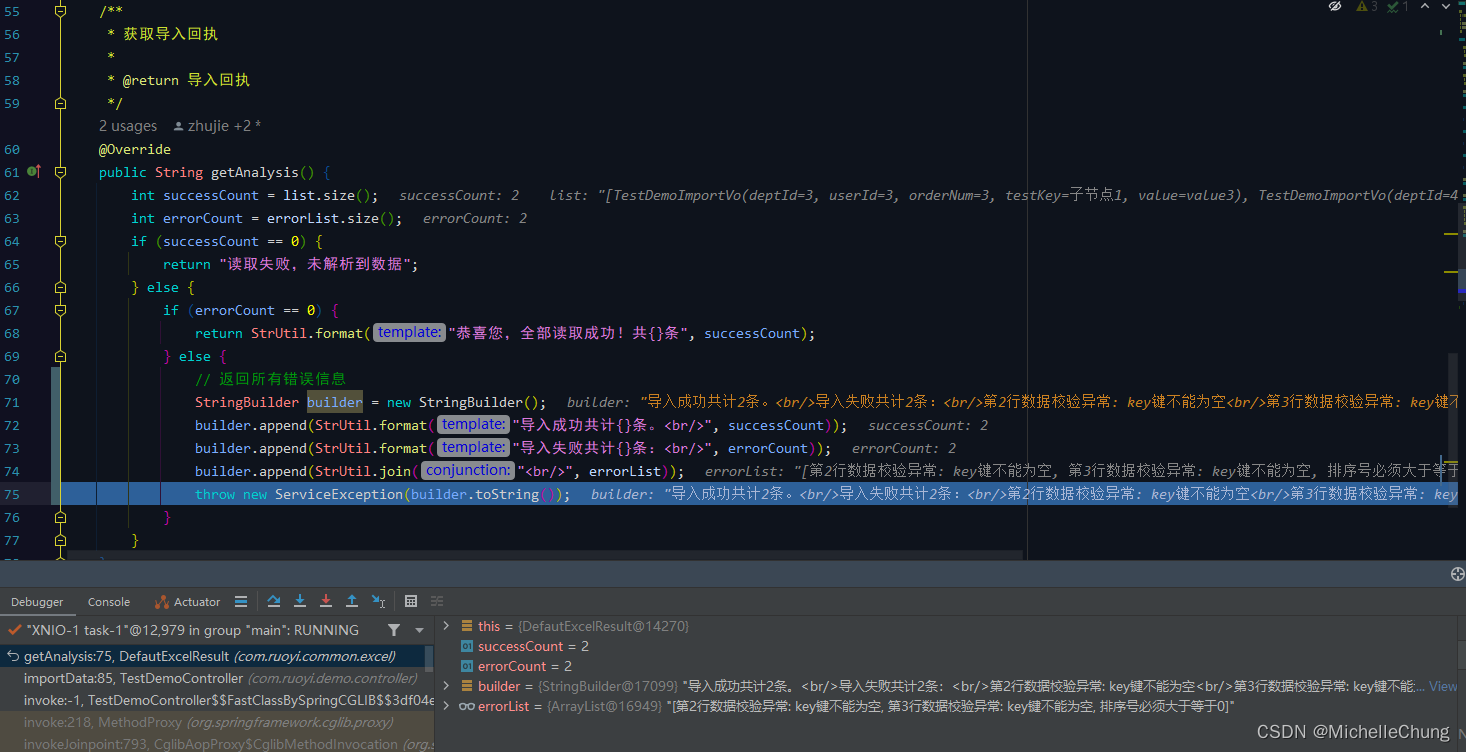 55 /**
56 * 获取导入回执
57 *
58 * @return 导入回执
59 */
2 usages zhujie +2 *
60 @Override
61 public String getAnalysis() {
62 int successCount = list.size(); successCount: 2 list: "[TestDemoImportVo(deptId=3, userId=3, orderNum=3, testKey=子节点1, value=value3), TestDemoImportVo(deptId=4
63 int errorCount = errorList.size(); errorCount: 2
64 if (successCount == 0) {
65 return "读取失败，未解析到数据";
66 } else {
67 if (errorCount == 0) {
68 return StrUtil.format( template: "恭喜您，全部读取成功！共{}条", successCount);
69 } else {
70 // 返回所有错误信息
71 StringBuilder builder = new StringBuilder(); builder: "导入成功共计2条。<br/>导入失败共计2条：<br/>第2行数据校验异常: key键不能为空<br/>第3行数据校验异常: key键不
72 builder.append(StrUtil.format( template: "导入成功共计{}条。<br/>", successCount)); successCount: 2
73 builder.append(StrUtil.format( template: "导入失败共计{}条：<br/>", errorCount)); errorCount: 2
74 builder.append(StrUtil.join( conjunction: "<br/>", errorList)); errorList: "[第2行数据校验异常: key键不能为空, 第3行数据校验异常: key键不能为空, 排序号必须大于等于
75 throw new ServiceException(builder.toString()); builder: "导入成功共计2条。<br/>导入失败共计2条：<br/>第2行数据校验异常: key键不能为空<br/>第3行数据校验异常: key
76 }
77 }
3 1
Debugger Console Actuator
"XNIO-1 task-1"@12,979 in group "main": RUNNING
getAnalysis:75, DefautExcelResult (com.ruoyi.common.excel)
importData:85, TestDemoController (com.ruoyi.demo.controller)
invoke:-1, TestDemoController$$FastClassBySpringCGLIB$$3df04e
invoke:218, MethodProxy (org.springframework.cglib.proxy)
invokeJoinpoint:793, CglibAopProxy$CglibMethodInvocation (org.s
this = {DefautExcelResult@14270}
successCount = 2
errorCount = 2
builder = {StringBuilder@17099} "导入成功共计2条。<br/>导入失败共计2条：<br/>第2行数据校验异常: key键不能为空<br/>第3行数据校验异常: key键不能... View
errorList = {ArrayList@16949} "[第2行数据校验异常: key键不能为空, 第3行数据校验异常: key键不能为空, 排序号必须大于等于0]"
CSDN @MichelleChung